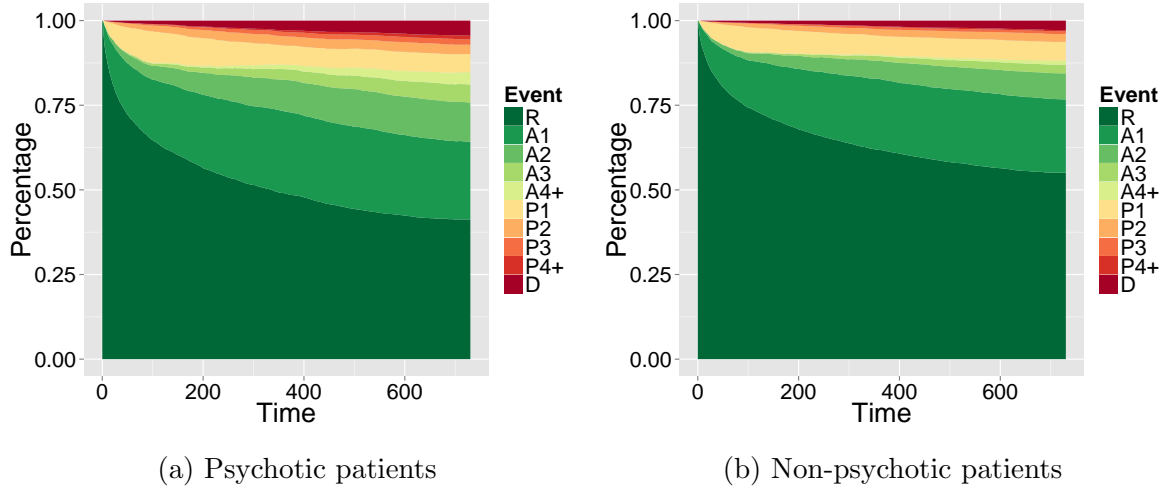 Percentage
1.00
0.75
0.50
0.25
0.00
0
200
400
600
Time
Event
R
A1
A2
A3
A4+
P1
P2
P3
P4+
D
(a) Psychotic patients
Percentage
1.00
0.75
0.50
0.25
0.00
0
200
400
600
Time
Event
R
A1
A2
A3
A4+
P1
P2
P3
P4+
D
(b) Non-psychotic patients